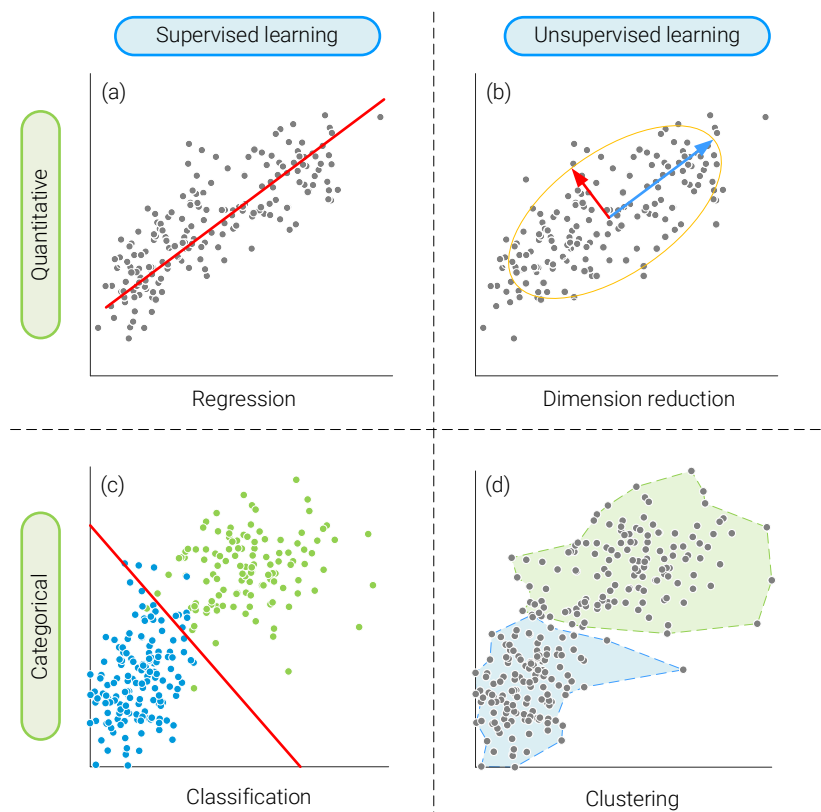 Supervised learning
Unsupervised learning
Quantitative
(a)
(b)
Regression
Dimension reduction
Categorical
(c)
(d)
Classification
Clustering